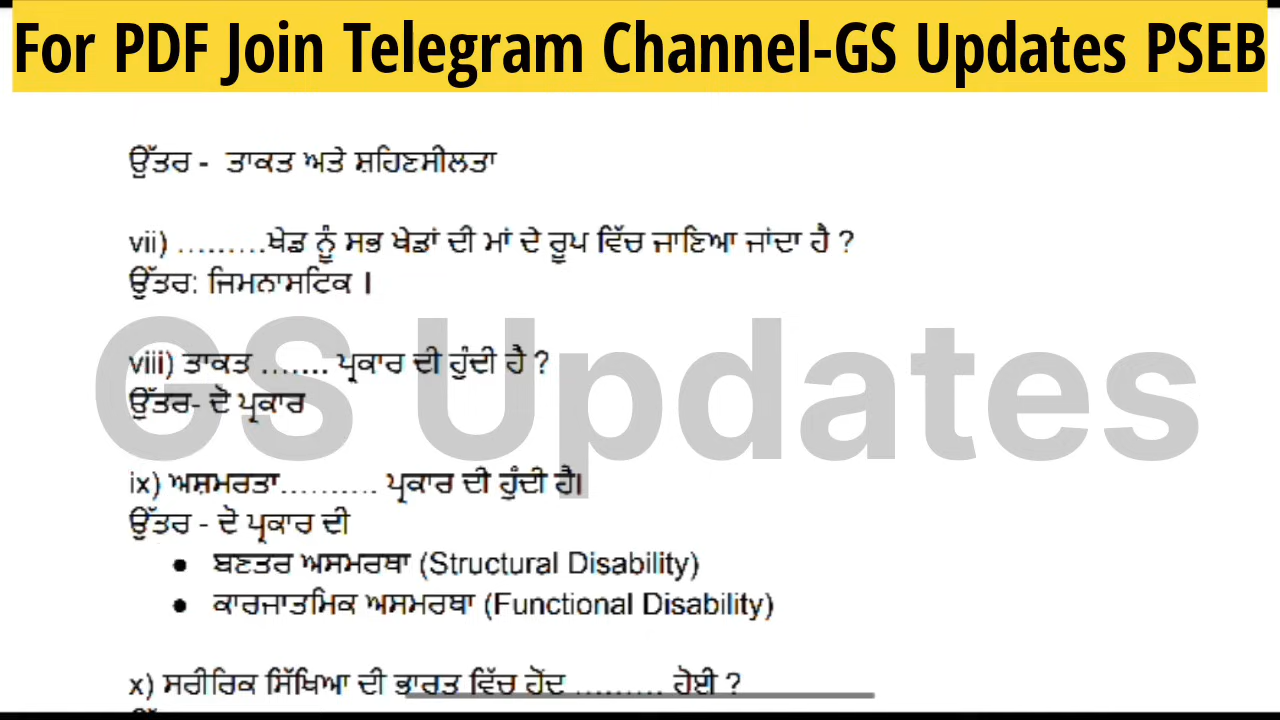 For PDF Join Telegram Channel-GS Updates PSEB
ਉੱਤਰ - ਤਾਕਤ ਅਤੇ ਸ਼ਹਿਣਸੀਲਤਾ
vii) .........ਖੇਡ ਨੂੰ ਸਭ ਖੇਡਾਂ ਦੀ ਮਾਂ ਦੇ ਰੂਪ ਵਿੱਚ ਜਾਣਿਆ ਜਾਂਦਾ ਹੈ ?
ਉੱਤਰ: ਜਿਮਨਾਸਟਿਕ ।
GS Updates
viii) ਤਾਕਤ ....... ਪ੍ਰਕਾਰ ਦੀ ਹੁੰਦੀ ਹੈ ?
ਉੱਤਰ- ਦੋ ਪ੍ਰਕਾਰ
ix) ਅਸ਼ਮਰਤਾ.......... ਪ੍ਰਕਾਰ ਦੀ ਹੁੰਦੀ ਹੈ।
ਉੱਤਰ - ਦੋ ਪ੍ਰਕਾਰ ਦੀ
● ਬਣਤਰ ਅਸਮਰਥਾ (Structural Disability)
● ਕਾਰਜਾਤਮਿਕ ਅਸਮਰਥਾ (Functional Disability)
x) ਸਰੀਰਿਕ ਸਿੱਖਿਆ ਦੀ ਭਾਰਤ ਵਿੱਚ ਹੋਂਦ ......... ਹੋਈ ?